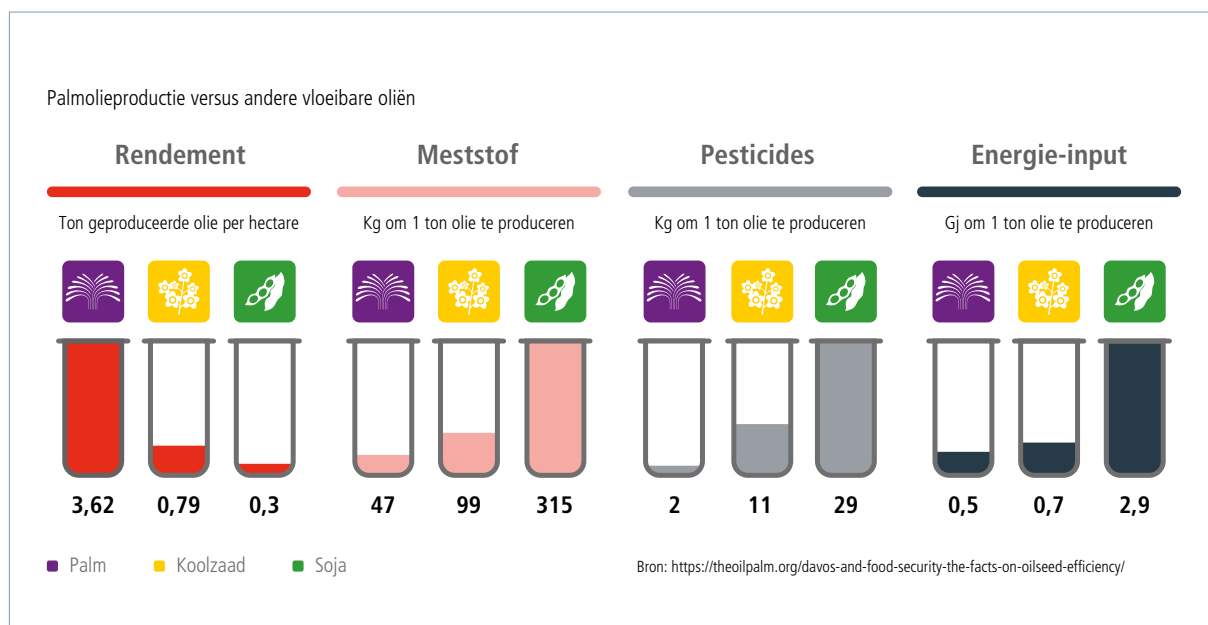 Palmolieproductie versus andere vloeibare oliën
Rendement
Ton geproduceerde olie per hectare
3,62 0,79 0,3
Meststof
Kg om 1 ton olie te produceren
47 99 315
Pesticides
Kg om 1 ton olie te produceren
2 11 29
Energie-input
Gj om 1 ton olie te produceren
0,5 0,7 2,9
Palm Koolzaad Soja
Bron: https://theoilpalm.org/davos-and-food-security-the-facts-on-oilseed-efficiency/